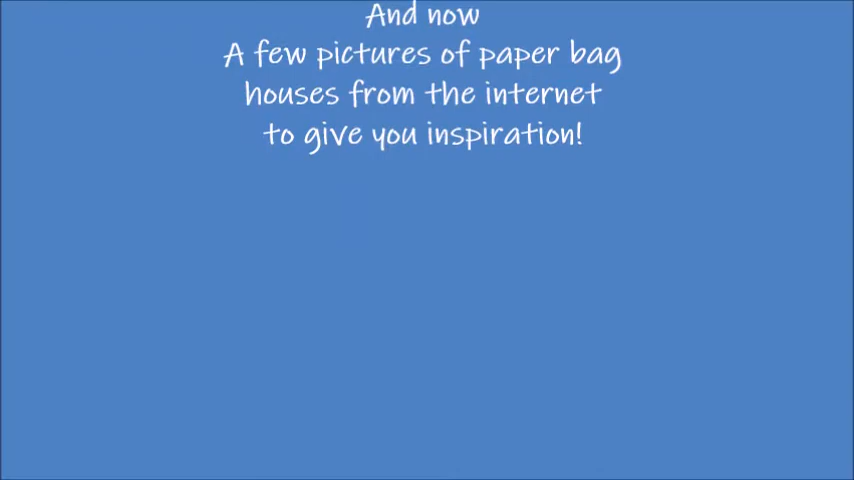 And now
A few pictures of paper bag
houses from the internet
to give you inspiration!